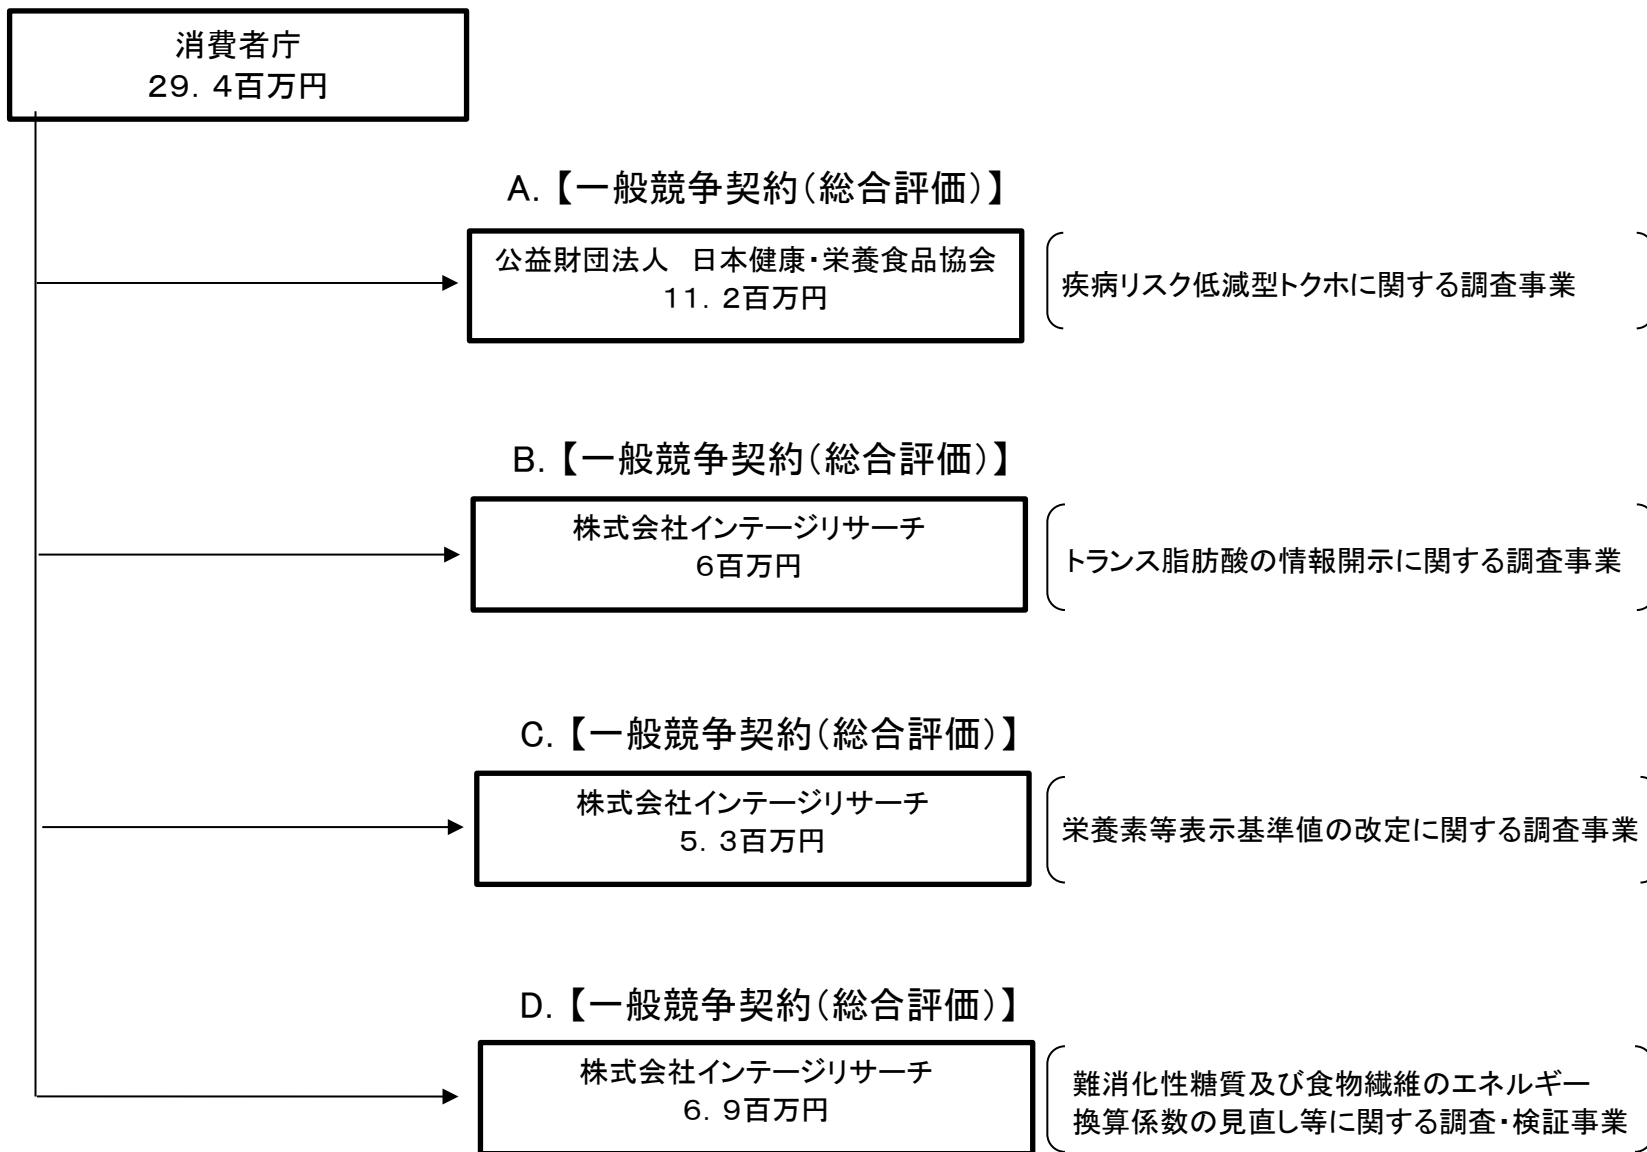 消費者庁
29．4百万円
A．【一般競争契約（総合評価）】
公益財団法人　日本健康・栄養食品協会
11．2百万円
疾病リスク低減型トクホに関する調査事業
B．【一般競争契約（総合評価）】
株式会社インテージリサーチ
6百万円
トランス脂肪酸の情報開示に関する調査事業
C．【一般競争契約（総合評価）】
株式会社インテージリサーチ
5．3百万円
栄養素等表示基準値の改定に関する調査事業
D．【一般競争契約（総合評価）】
株式会社インテージリサーチ
6．9百万円
難消化性糖質及び食物繊維のエネルギー
換算係数の見直し等に関する調査・検証事業